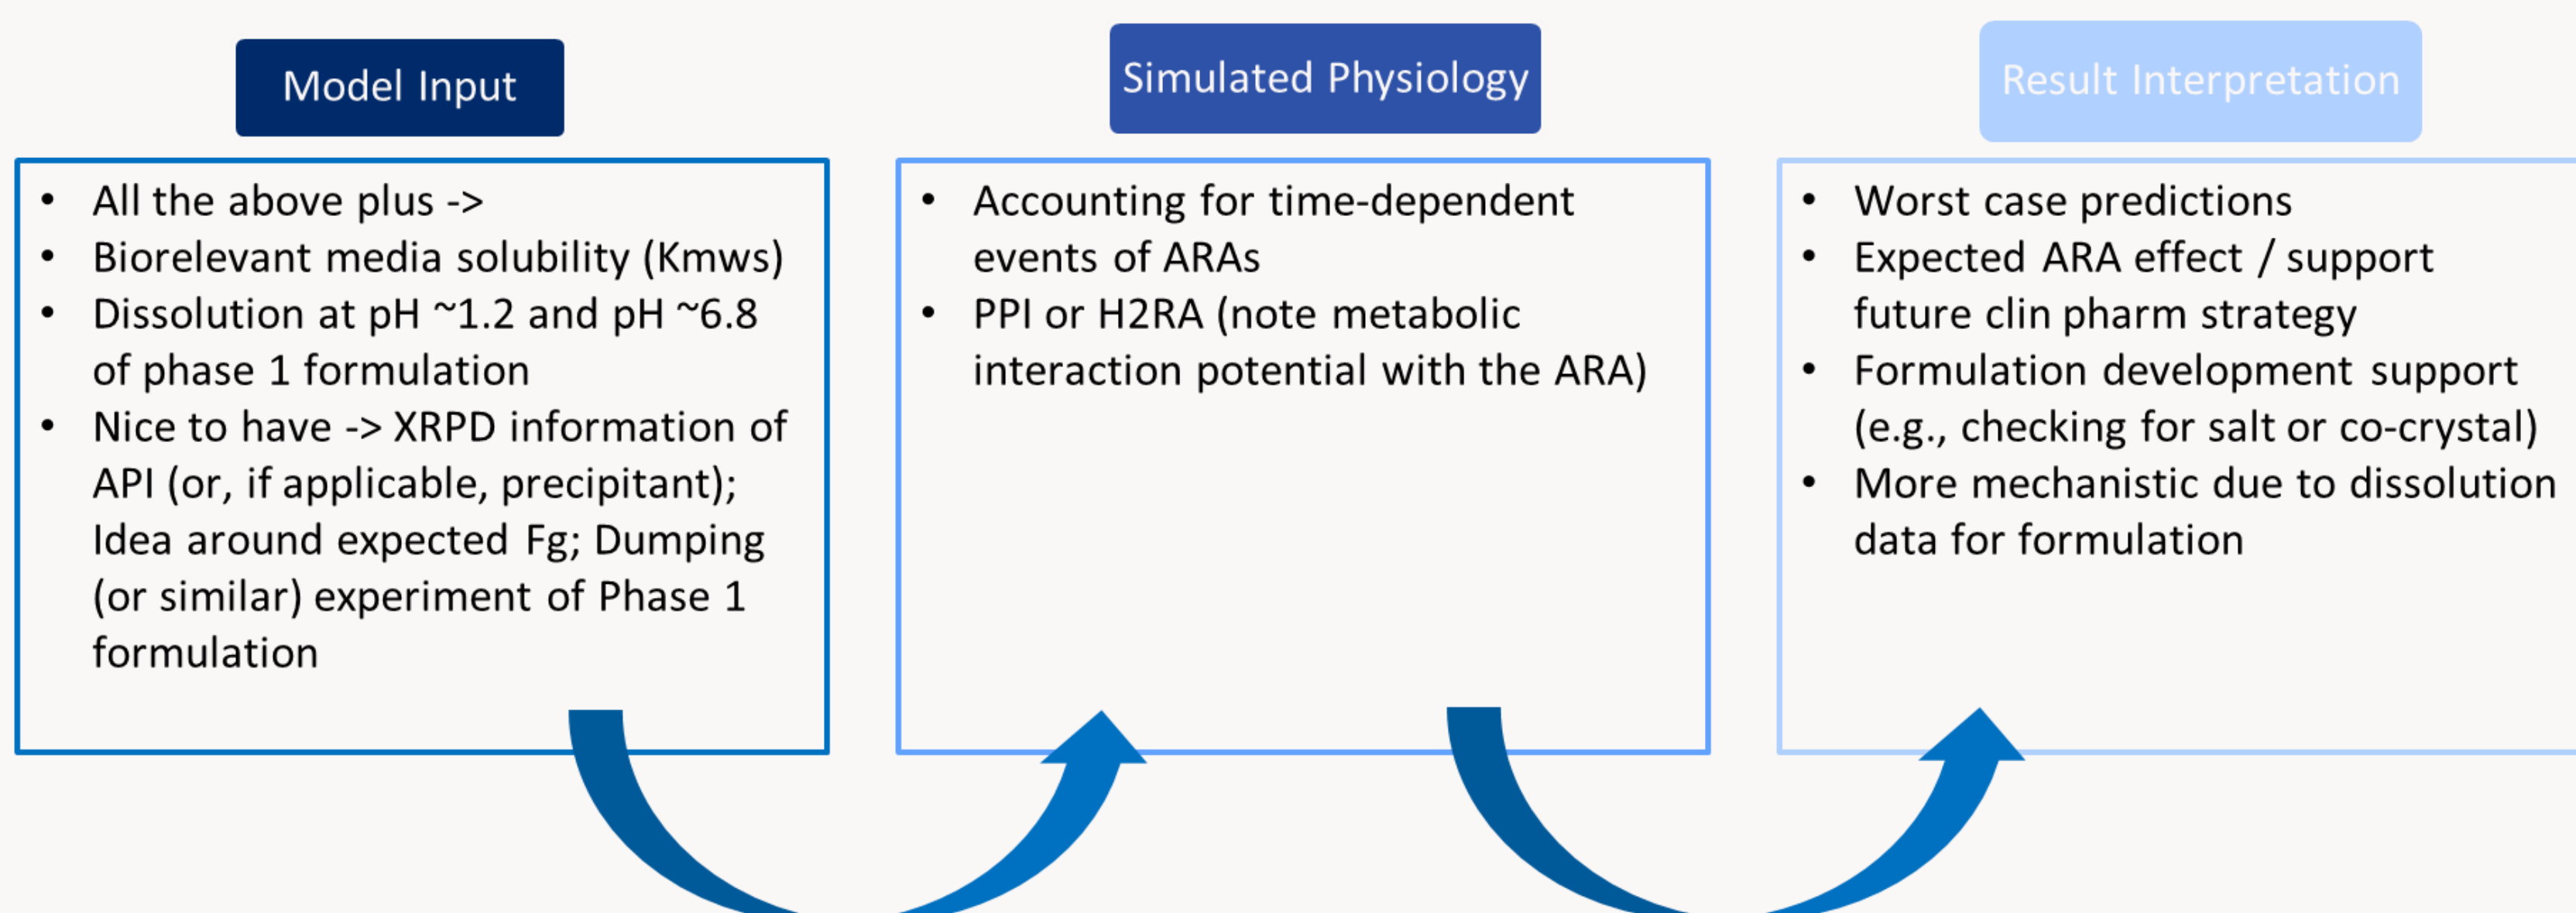 Model Input
• All the above plus ->
• Biorelevant media solubility (Kmws)
• Dissolution at pH ~1.2 and pH ~6.8
of phase 1 formulation
• Nice to have -> XRPD information of
API (or, if applicable, precipitant);
Idea around expected Fg; Dumping
(or similar) experiment of Phase 1
formulation
Simulated Physiology
• Accounting for time-dependent
events of ARAs
• PPI or H2RA (note metabolic
interaction potential with the ARA)
Result Interpretation
• Worst case predictions
• Expected ARA effect / support
future clin pharm strategy
• Formulation development support
(e.g., checking for salt or co-crystal)
• More mechanistic due to dissolution
data for formulation